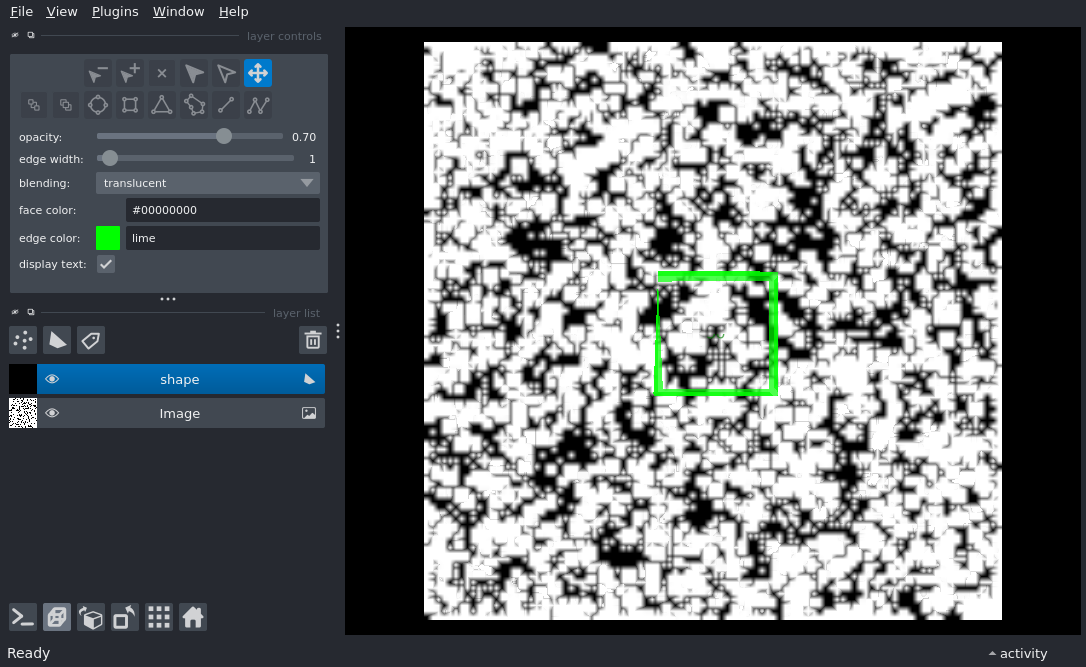 File View Plugins Window Help
layer controls
opacity: 0.70
edge width: 1
blending: translucent
face color: #00000000
edge color: lime
display text:
layer list
shape
Image
Ready
activity